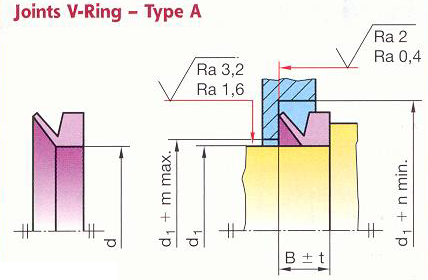 Joints V-Ring – Type A
Ra 3,2
Ra 1,6
Ra 2
Ra 0,4
d
d1 + m max.
d1
B ± t
d1 + n min.